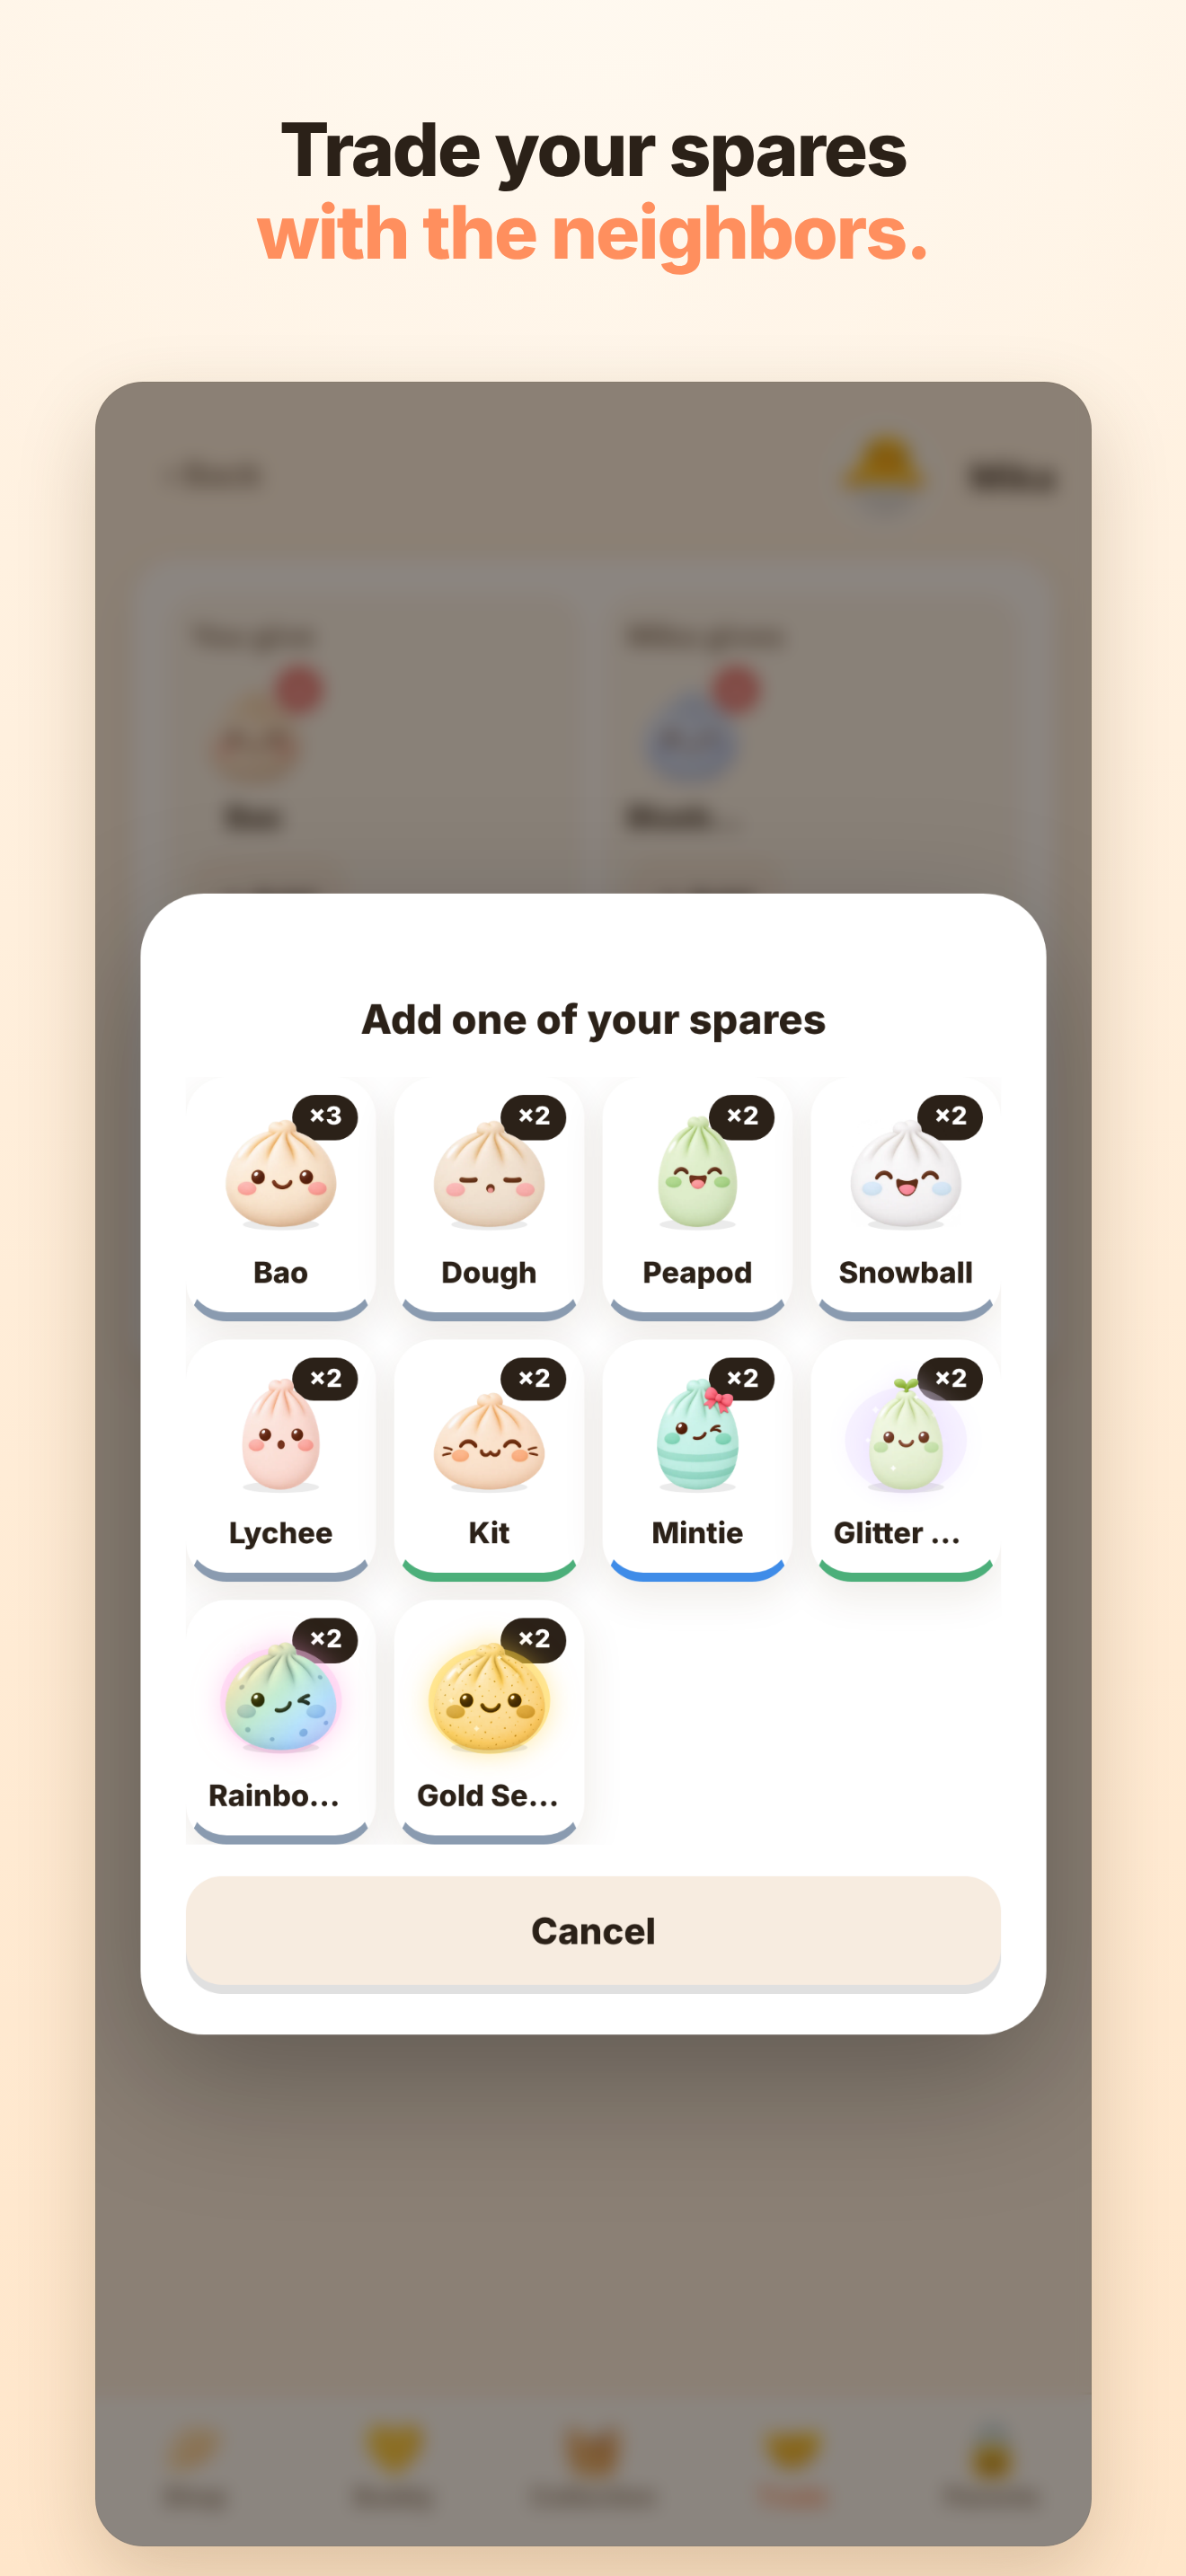 Trade your spares
with the neighbors.
Add one of your spares
×3
×2
×2
×2
Bao
Dough
Peapod
Snowball
×2
×2
×2
×2
Lychee
Kit
Mintie
Glitter ...
×2
×2
Rainbo...
Gold Se...
Cancel